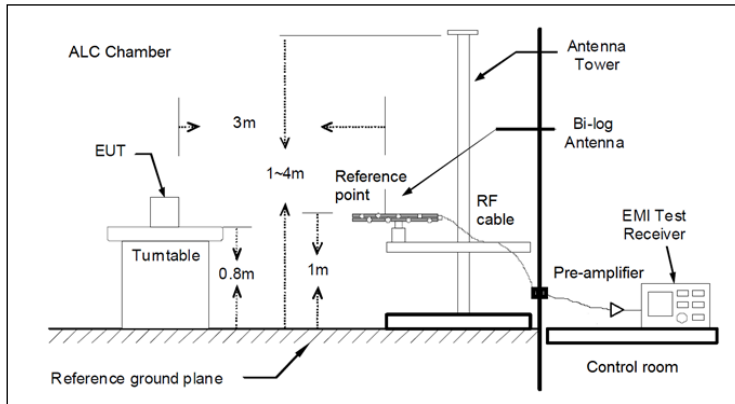 ALC Chamber
Antenna
Tower
3m
Bi-log
Antenna
EUT
1~4m
Reference
point
RF
cable
EMI Test
Receiver
Turntable
0.8m
1m
Pre-amplifier
Reference ground plane
Control room